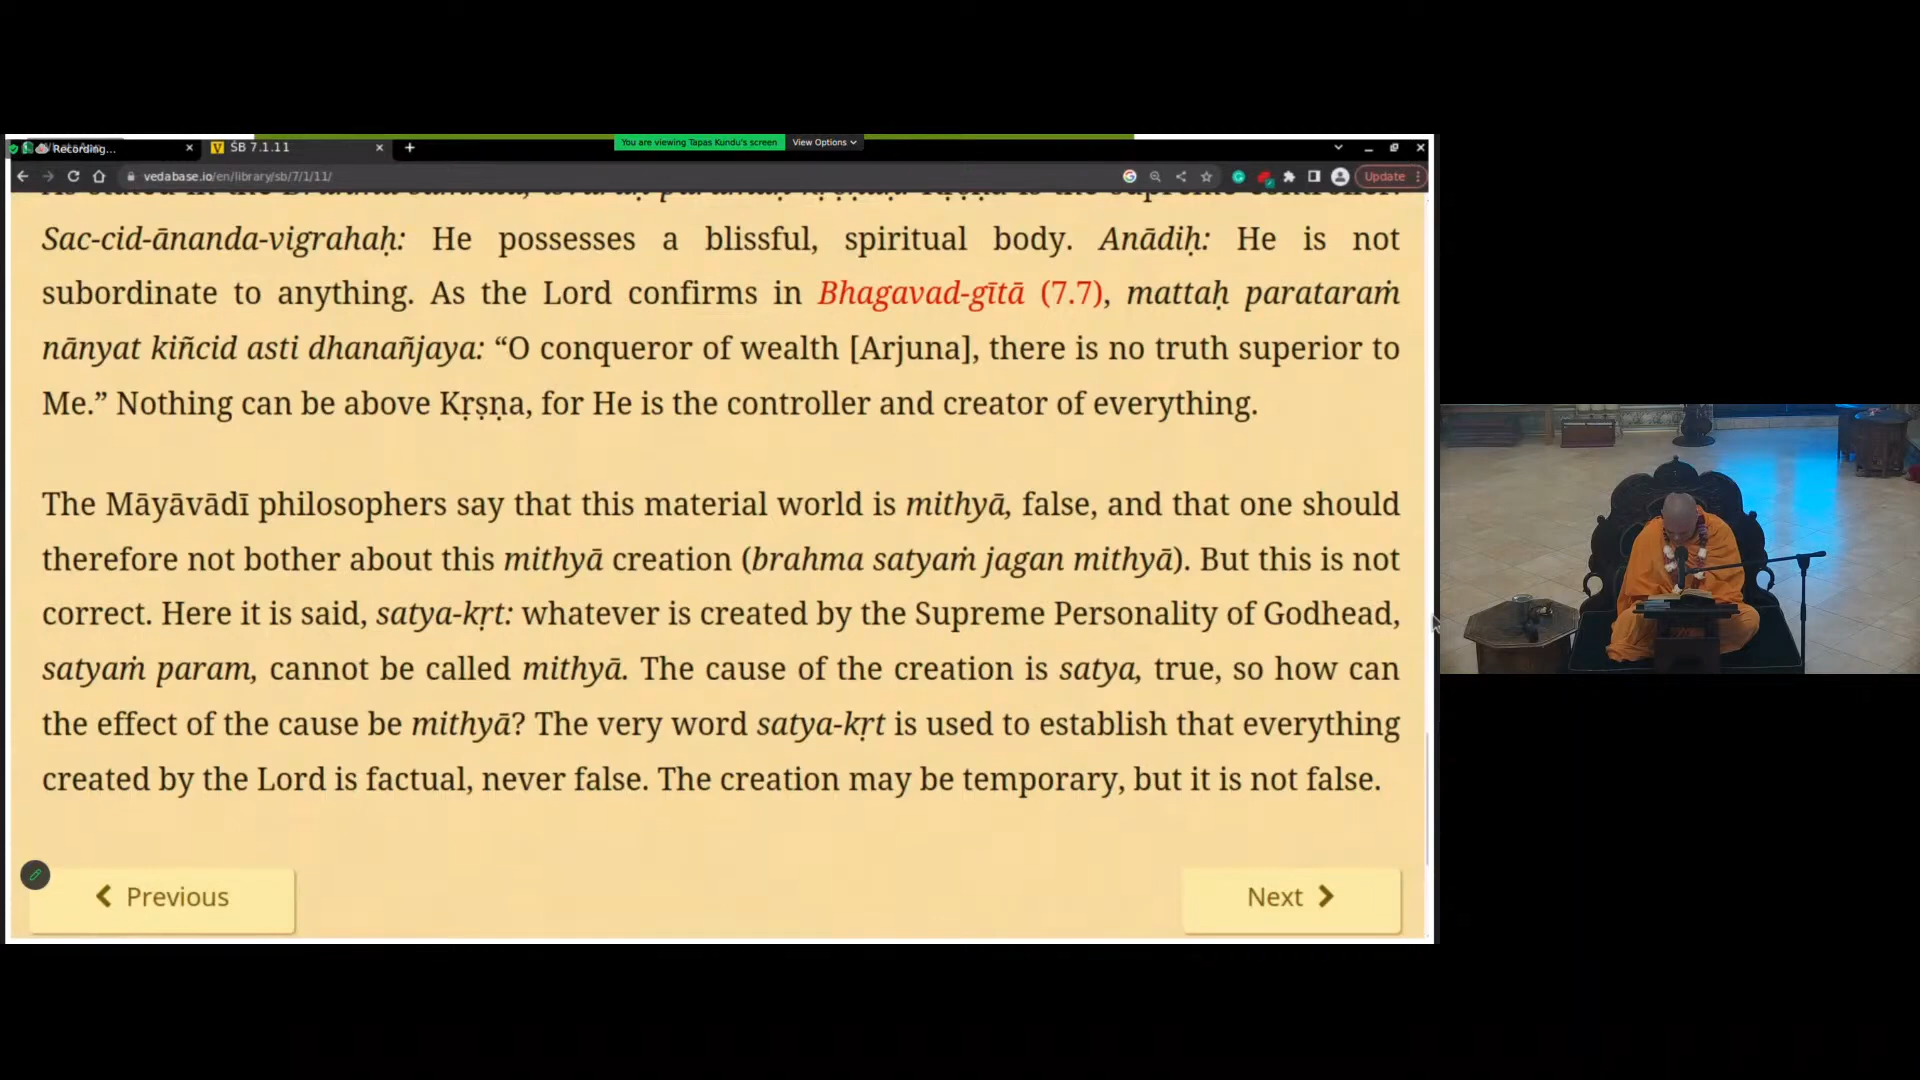 Recording...
ŚB 7.1.11
You are viewing Tapas Kundu's screen
View Options
vedabase.io/en/library/sb/7/1/11/
Update
Sac-cid-ānanda-vigrahaḥ: He possesses a blissful, spiritual body. Anādiḥ: He is not
subordinate to anything. As the Lord confirms in Bhagavad-gītā (7.7), mattaḥ parataraṁ
nānyat kiñcid asti dhanañjaya: “O conqueror of wealth [Arjuna], there is no truth superior to
Me.” Nothing can be above Kṛṣṇa, for He is the controller and creator of everything.
The Māyāvādī philosophers say that this material world is mithyā, false, and that one should
therefore not bother about this mithyā creation (brahma satyaṁ jagan mithyā). But this is not
correct. Here it is said, satya-kṛt: whatever is created by the Supreme Personality of Godhead,
satyaṁ param, cannot be called mithyā. The cause of the creation is satya, true, so how can
the effect of the cause be mithyā? The very word satya-kṛt is used to establish that everything
created by the Lord is factual, never false. The creation may be temporary, but it is not false.
Previous
Next